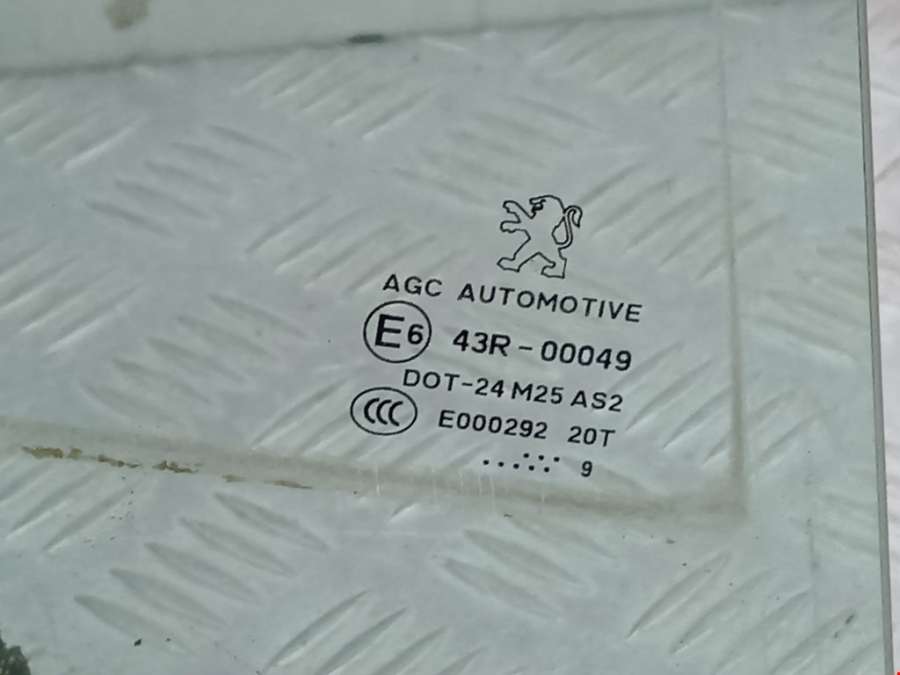 AGC AUTOMOTIVE
E6 43R-00049
DOT-24 M25 AS2
CCC E000292 20T
9